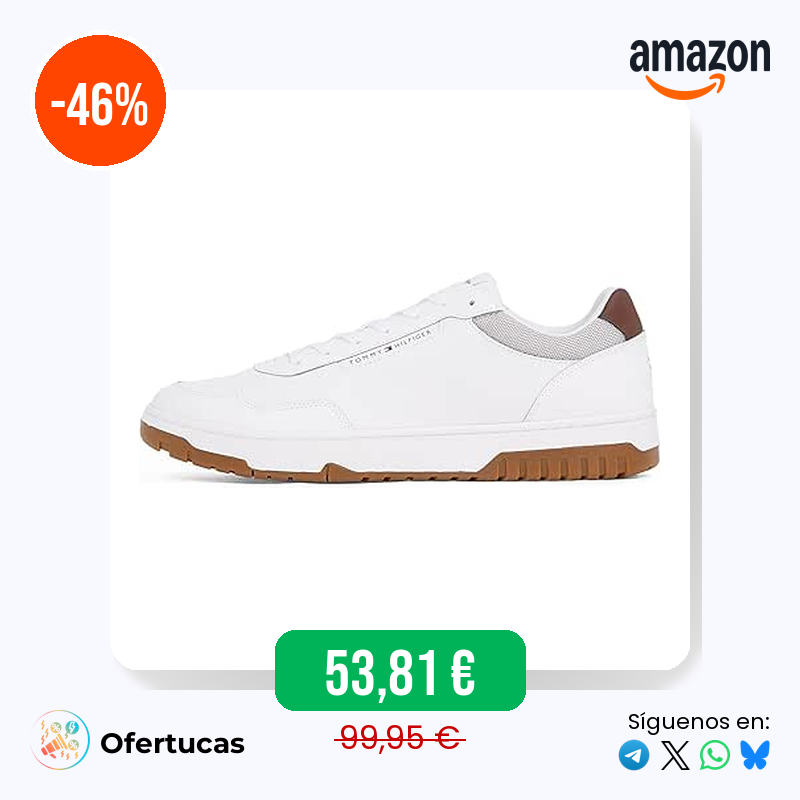 -46%
amazon
TOMMY HILFIGER
53,81 €
99,95 €
Ofertucas
Síguenos en: